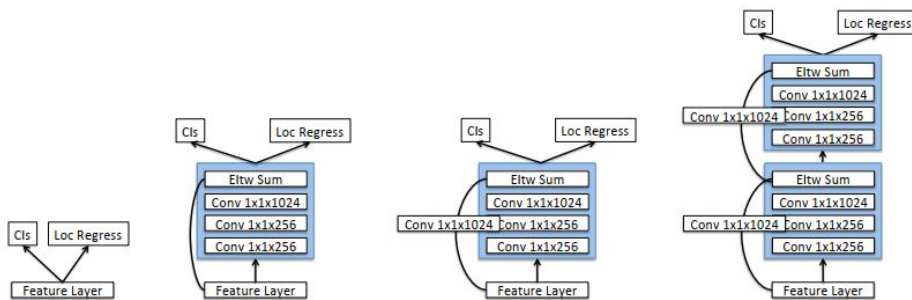 Cls
Loc Regress
Feature Layer
Cls
Loc Regress
Eltw Sum
Conv 1x1x1024
Conv 1x1x256
Conv 1x1x256
Feature Layer
Cls
Loc Regress
Eltw Sum
Conv 1x1x1024
Conv 1x1x1024
Conv 1x1x256
Conv 1x1x256
Feature Layer
Cls
Loc Regress
Eltw Sum
Conv 1x1x1024
Conv 1x1x1024
Conv 1x1x256
Conv 1x1x256
Eltw Sum
Conv 1x1x1024
Conv 1x1x1024
Conv 1x1x256
Conv 1x1x256
Feature Layer